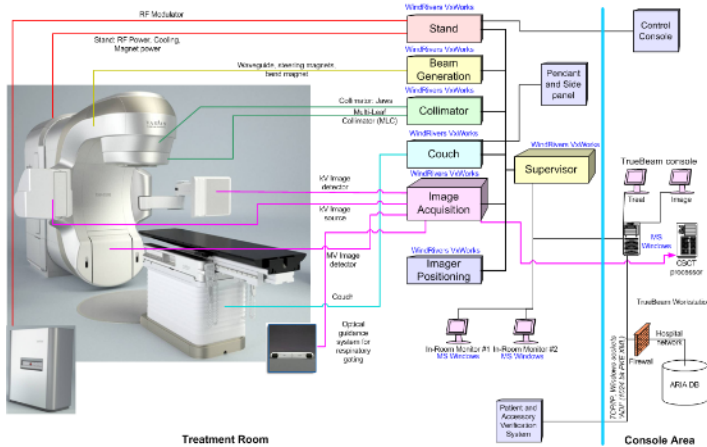 RF Modulator
Stand: RF Power, Cooling,
Magnet power
Waveguide, steering magnets
bend magnet
Collimator: Jaws
Multi-Leaf
Collimator (MLC)
kV Image
detector
kV Image
source
MV Image
detector
Couch
Optical
guidance
system for
respiratory
gating
WindRivers VxWorks
Stand
WindRivers VxWorks
Beam
Generation
WindRivers VxWorks
Collimator
WindRivers VxWorks
Couch
WindRivers VxWorks
Image
Acquisition
WindRivers VxWorks
Imager
Positioning
WindRivers VxWorks
Supervisor
Pendant
and Side
panel
Control
Console
TrueBeam console
Treat
Image
MS
Windows
CBCT
processor
TrueBeam Workstation
In-Room Monitor #1
MS Windows
In-Room Monitor #2
MS Windows
Hospital
network
Firewall
ARIA DB
Patient and
Accessory
Verification
System
TCP/IP, Windows sockets
Treatment Room
Console Area